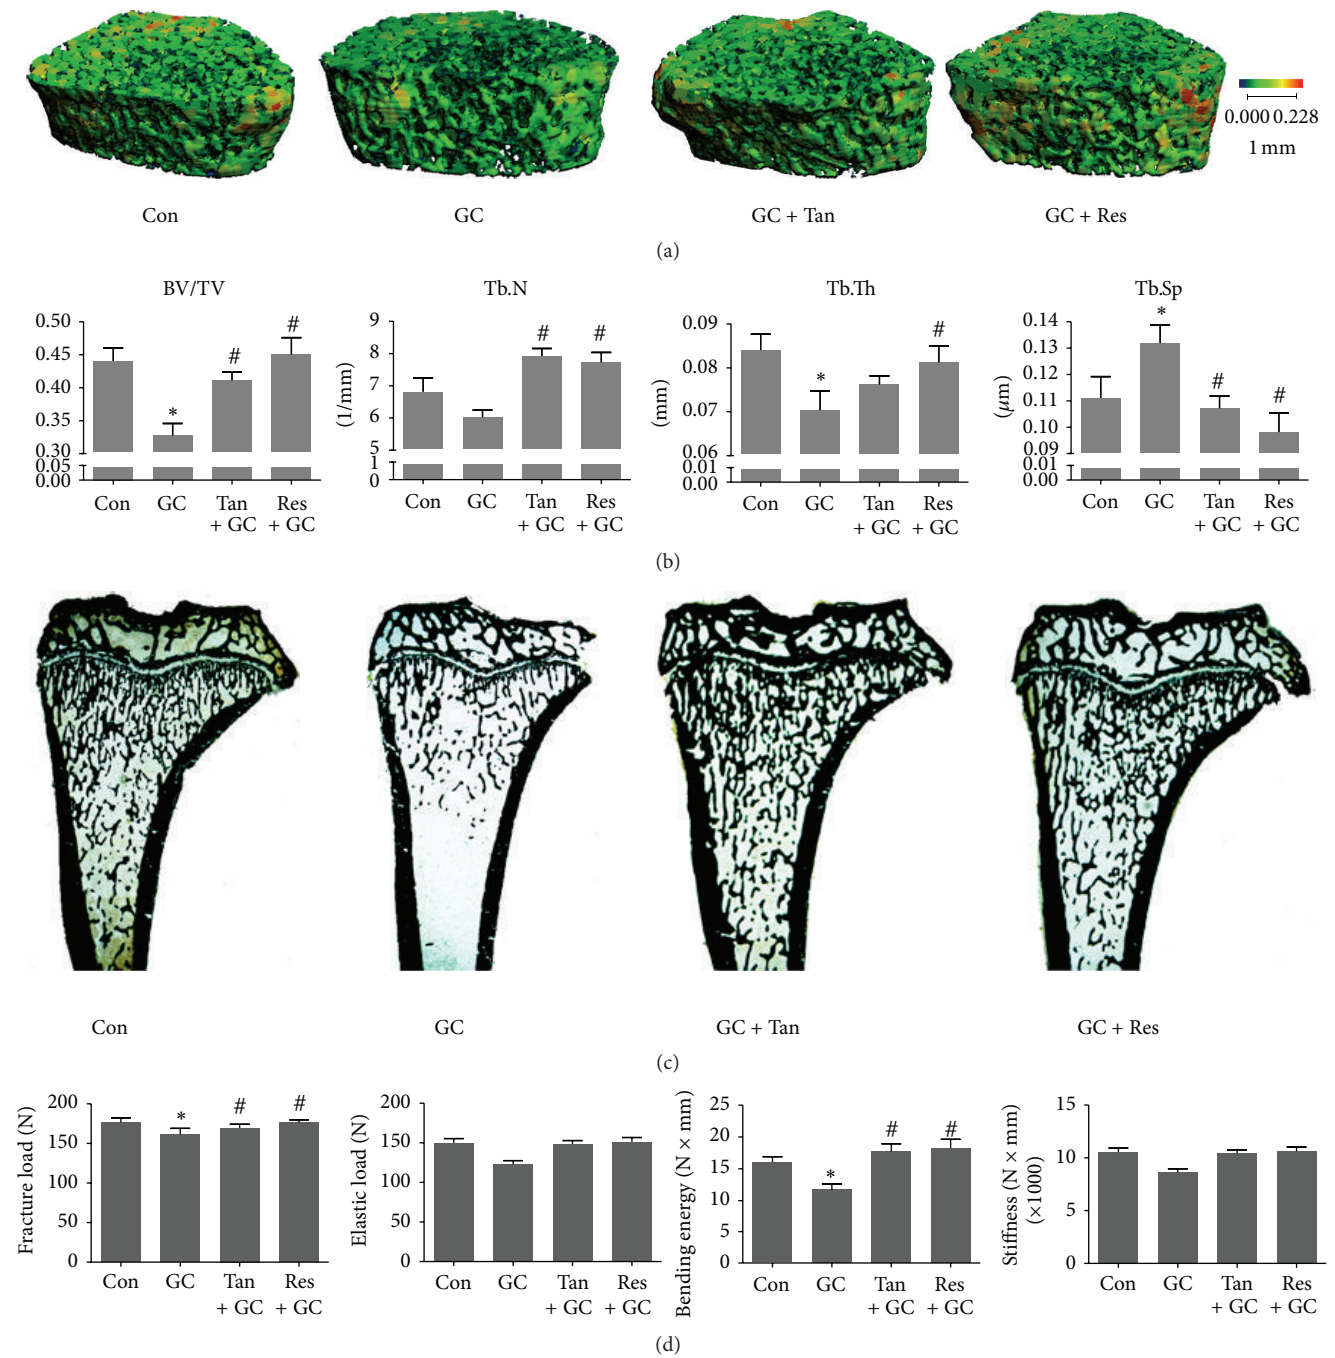 0.000 0.228
1 mm
Con GC GC + Tan GC + Res
(a)
BV/TV
0.50
0.45
0.40
0.35
0.30
0.05
0.00
*
#
#
Con GC Tan Res
+ GC + GC
Tb.N
(1/mm)
9
8
7
6
5
1
0
#
#
Con GC Tan Res
+ GC + GC
Tb.Th
(mm)
0.09
0.08
0.07
0.06
0.01
0.00
*
#
Con GC Tan Res
+ GC + GC
Tb.Sp
(μm)
0.14
0.13
0.12
0.11
0.10
0.09
0.01
0.00
*
#
#
Con GC Tan Res
+ GC + GC
(b)
Con GC GC + Tan GC + Res
(c)
Fracture load (N)
200
150
100
50
0
*
#
#
Con GC Tan Res
+ GC + GC
Elastic load (N)
200
150
100
50
0
Con GC Tan Res
+ GC + GC
Bending energy (N × mm)
25
20
15
10
5
0
*
#
#
Con GC Tan Res
+ GC + GC
Stiffness (N × mm)
(×1000)
15
10
5
0
Con GC Tan Res
+ GC + GC
(d)